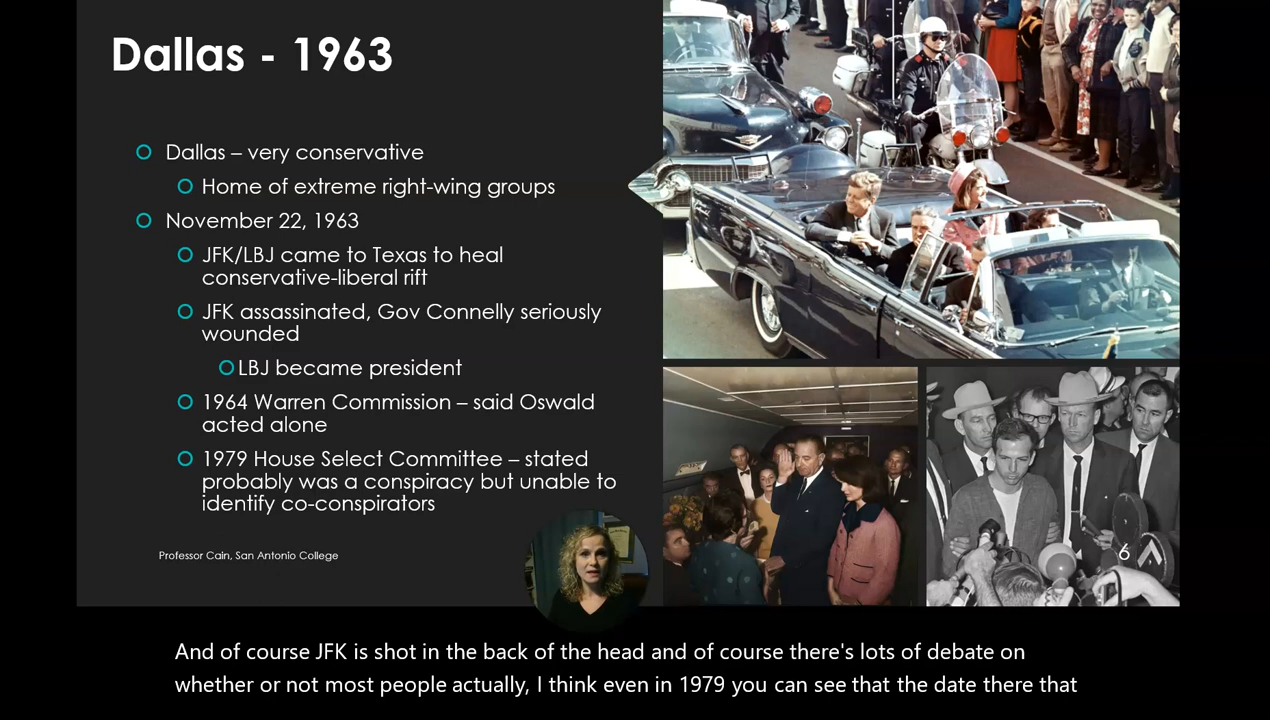 Dallas - 1963
Dallas – very conservative
Home of extreme right-wing groups
November 22, 1963
JFK/LBJ came to Texas to heal
conservative-liberal rift
JFK assassinated, Gov Connelly seriously
wounded
LBJ became president
1964 Warren Commission – said Oswald
acted alone
1979 House Select Committee – stated
probably was a conspiracy but unable to
identify co-conspirators
Professor Cain, San Antonio College
6
And of course JFK is shot in the back of the head and of course there's lots of debate on
whether or not most people actually, I think even in 1979 you can see that the date there that